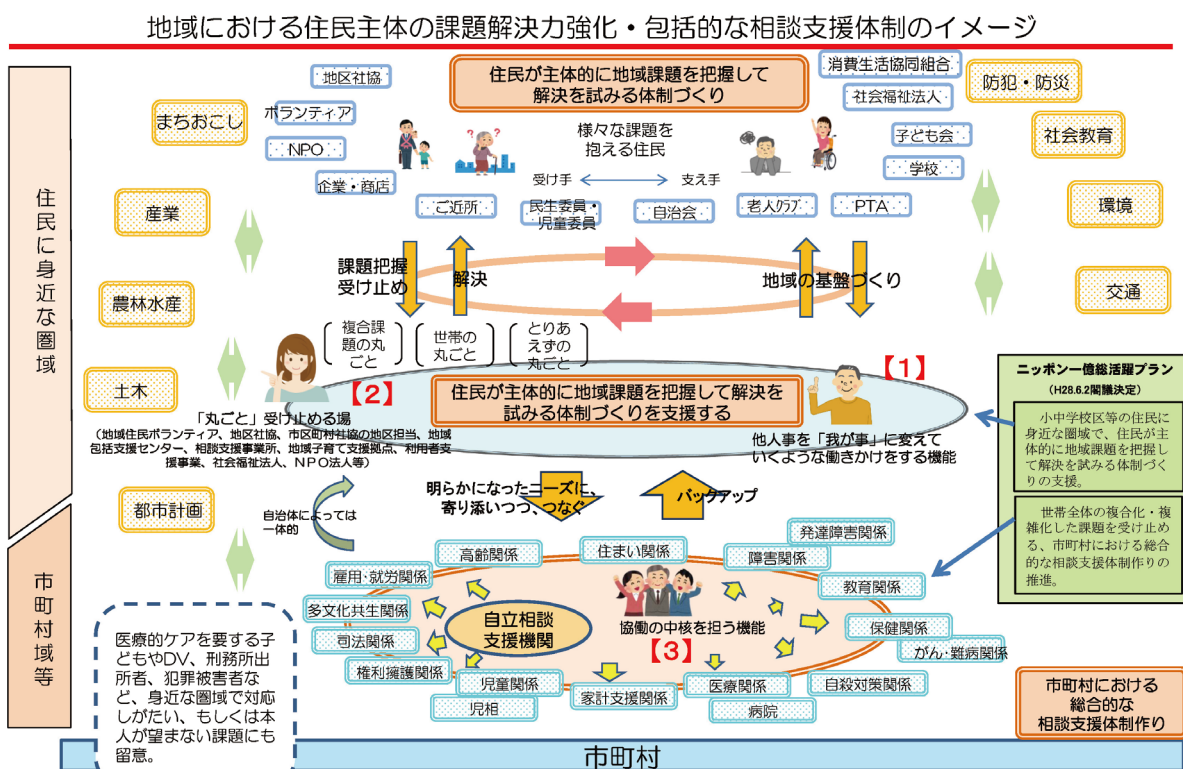 地域における住民主体の課題解決力強化・包括的な相談支援体制のイメージ
住民に身近な圏域
市町村域等
まちおこし
産業
農林水産
土木
都市計画
地区社協
ボランティア
NPO
企業・商店
ご近所
住民が主体的に地域課題を把握して
解決を試みる体制づくり
? ?
様々な課題を
抱える住民
受け手
支え手
民生委員・
児童委員
自治会
老人クラブ
PTA
消費生活協同組合
社会福祉法人
子ども会
学校
防犯・防災
社会教育
環境
交通
課題把握
受け止め
解決
地域の基盤づくり
複合課
題の丸
ごと
世帯の
丸ごと
とりあ
えずの
丸ごと
【1】
【2】
住民が主体的に地域課題を把握して解決を
試みる体制づくりを支援する
「丸ごと」受け止める場
(地域住民ボランティア、地区社協、市区町村社協の地区担当、地域
包括支援センター、相談支援事業所、地域子育て支援拠点、利用者支
援事業、社会福祉法人、NPO法人等)
他人事を「我が事」に変えて
いくような働きかけをする機能
ニッポン一億総活躍プラン
(H28.6.2閣議決定)
小中学校区等の住民に
身近な圏域で、住民が主
体的に地域課題を把握し
て解決を試みる体制づく
りの支援。
世帯全体の複合化・複
雑化した課題を受け止め
る、市町村における総合
的な相談支援体制作りの
推進。
明らかになったニーズに、
寄り添いつつ、つなぐ
バックアップ
自治体によっては
一体的
高齢関係
住まい関係
障害関係
発達障害関係
雇用・就労関係
教育関係
多文化共生関係
保健関係
司法関係
がん・難病関係
権利擁護関係
自殺対策関係
児童関係
児相
家計支援関係
医療関係
病院
自立相談
支援機関
協働の中核を担う機能
【3】
医療的ケアを要する子
どもやDV、刑務所出
所者、犯罪被害者な
ど、身近な圏域で対応
しがたい、もしくは本
人が望まない課題にも
留意。
市町村における
総合的な
相談支援体制作り
市町村